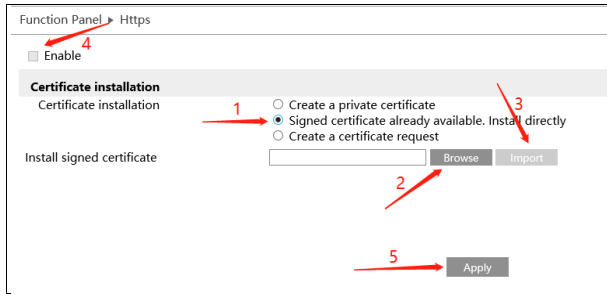 Function Panel ▶ Https
4
Enable
Certificate installation
Certificate installation
1
Create a private certificate
3
Signed certificate already available. Install directly
Create a certificate request
Install signed certificate
Browse
Import
2
5
Apply